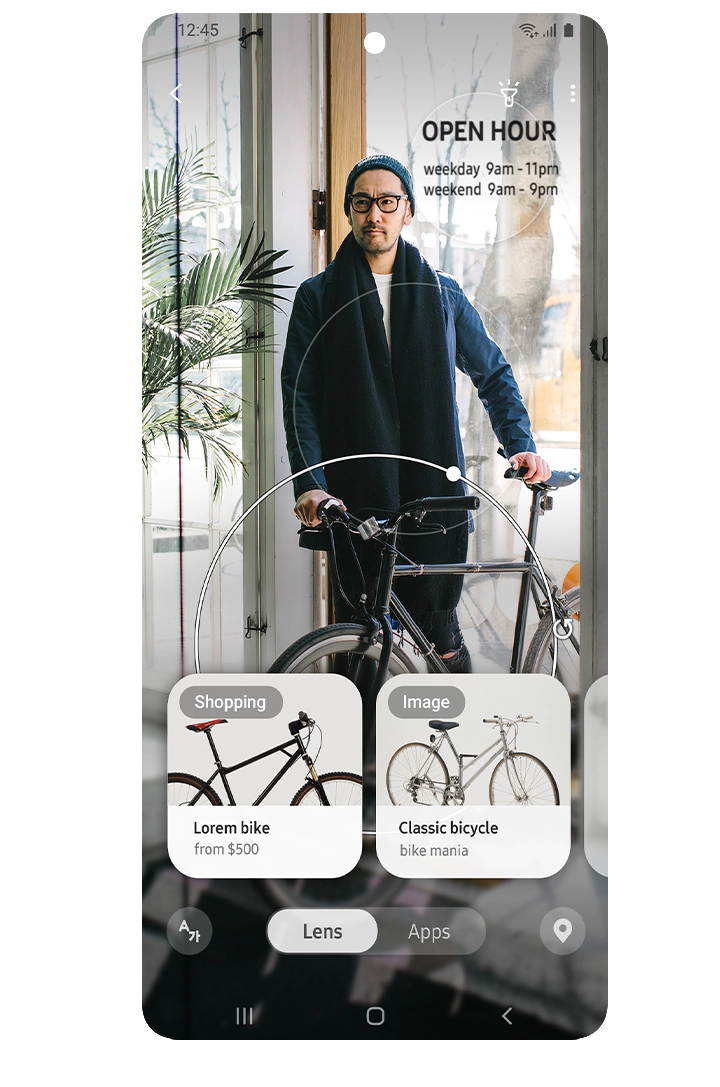 12:45
OPEN HOUR
weekday 9am - 11pm
weekend 9am - 9pm
Shopping
Image
Lorem bike
from $500
Classic bicycle
bike mania
A가
Lens
Apps